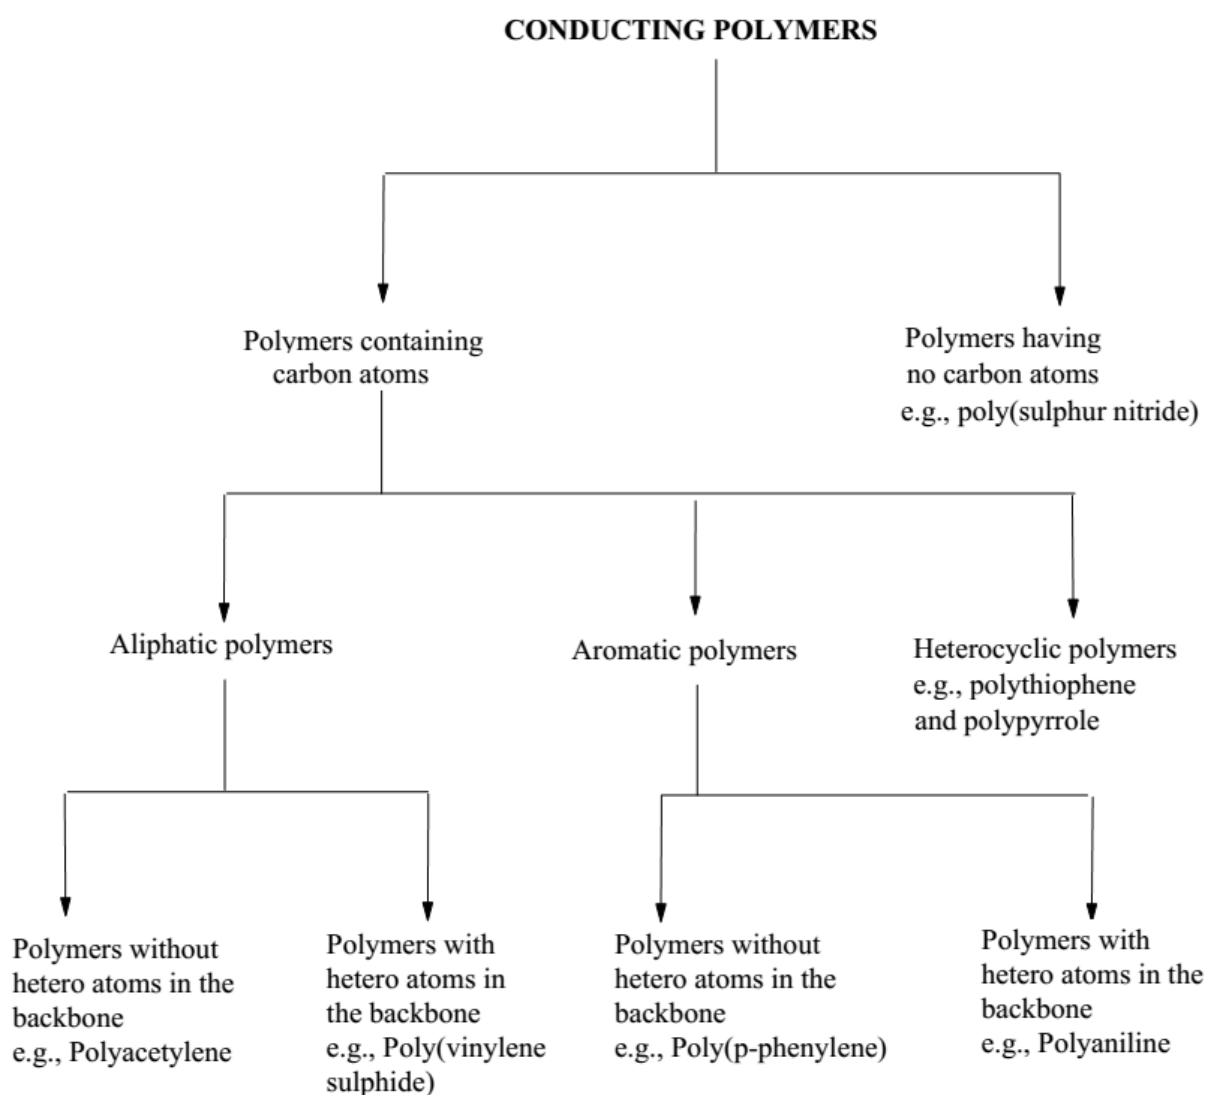 CONDUCTING POLYMERS
Polymers containing
carbon atoms
Polymers having
no carbon atoms
e.g., poly(sulphur nitride)
Aliphatic polymers
Aromatic polymers
Heterocyclic polymers
e.g., polythiophene
and polypyrrole
Polymers without
hetero atoms in the
backbone
e.g., Polyacetylene
Polymers with
hetero atoms in
the backbone
e.g., Poly(vinylene
sulphide)
Polymers without
hetero atoms in the
backbone
e.g., Poly(p-phenylene)
Polymers with
hetero atoms in the
backbone
e.g., Polyaniline